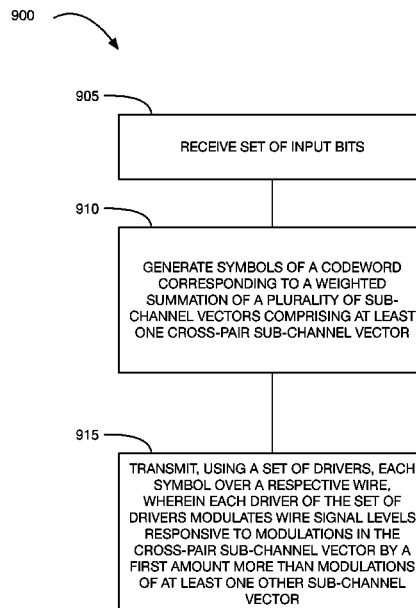 900
905
RECEIVE SET OF INPUT BITS
910
GENERATE SYMBOLS OF A CODEWORD
CORRESPONDING TO A WEIGHTED
SUMMATION OF A PLURALITY OF SUB-
CHANNEL VECTORS COMPRISING AT LEAST
ONE CROSS-PAIR SUB-CHANNEL VECTOR
915
TRANSMIT, USING A SET OF DRIVERS, EACH
SYMBOL OVER A RESPECTIVE WIRE,
WHEREIN EACH DRIVER OF THE SET OF
DRIVERS MODULATES WIRE SIGNAL LEVELS
RESPONSIVE TO MODULATIONS IN THE
CROSS-PAIR SUB-CHANNEL VECTOR BY A
FIRST AMOUNT MORE THAN MODULATIONS
OF AT LEAST ONE OTHER SUB-CHANNEL
VECTOR